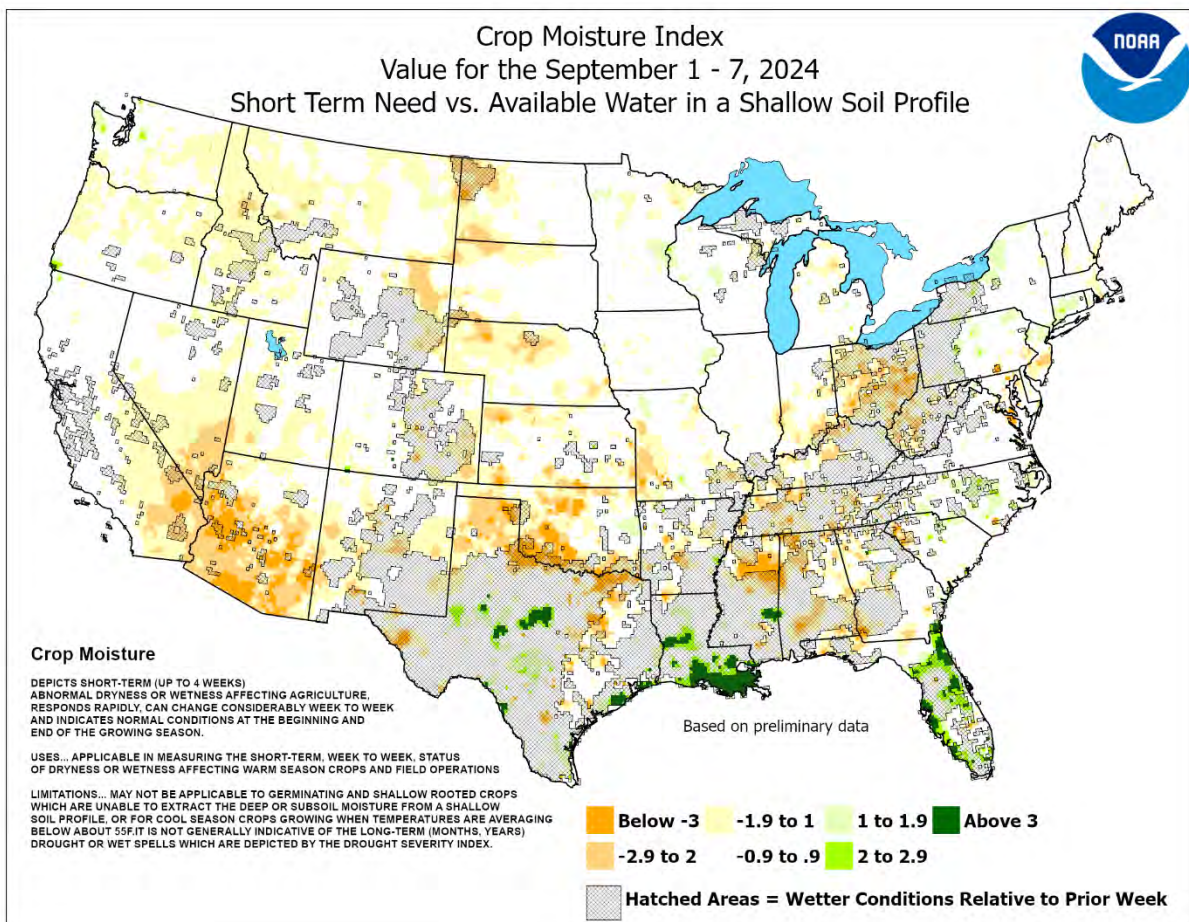 Crop Moisture Index
Value for the September 1 - 7, 2024
Short Term Need vs. Available Water in a Shallow Soil Profile
NOAA
Crop Moisture
DEPICTS SHORT-TERM (UP TO 4 WEEKS)
ABNORMAL DRYNESS OR WETNESS AFFECTING AGRICULTURE,
RESPONDS RAPIDLY, CAN CHANGE CONSIDERABLY WEEK TO WEEK
AND INDICATES NORMAL CONDITIONS AT THE BEGINNING AND
END OF THE GROWING SEASON.
USES... APPLICABLE IN MEASURING THE SHORT-TERM, WEEK TO WEEK, STATUS
OF DRYNESS OR WETNESS AFFECTING WARM SEASON CROPS AND FIELD OPERATIONS
LIMITATIONS... MAY NOT BE APPLICABLE TO GERMINATING AND SHALLOW ROOTED CROPS
WHICH ARE UNABLE TO EXTRACT THE DEEP OR SUBSOIL MOISTURE FROM A SHALLOW
SOIL PROFILE, OR FOR COOL SEASON CROPS GROWING WHEN TEMPERATURES ARE AVERAGING
BELOW ABOUT 55F.IT IS NOT GENERALLY INDICATIVE OF THE LONG-TERM (MONTHS, YEARS)
DROUGHT OR WET SPELLS WHICH ARE DEPICTED BY THE DROUGHT SEVERITY INDEX.
Based on preliminary data
Below -3 -1.9 to 1 1 to 1.9 Above 3
-2.9 to 2 -0.9 to .9 2 to 2.9
Hatched Areas = Wetter Conditions Relative to Prior Week